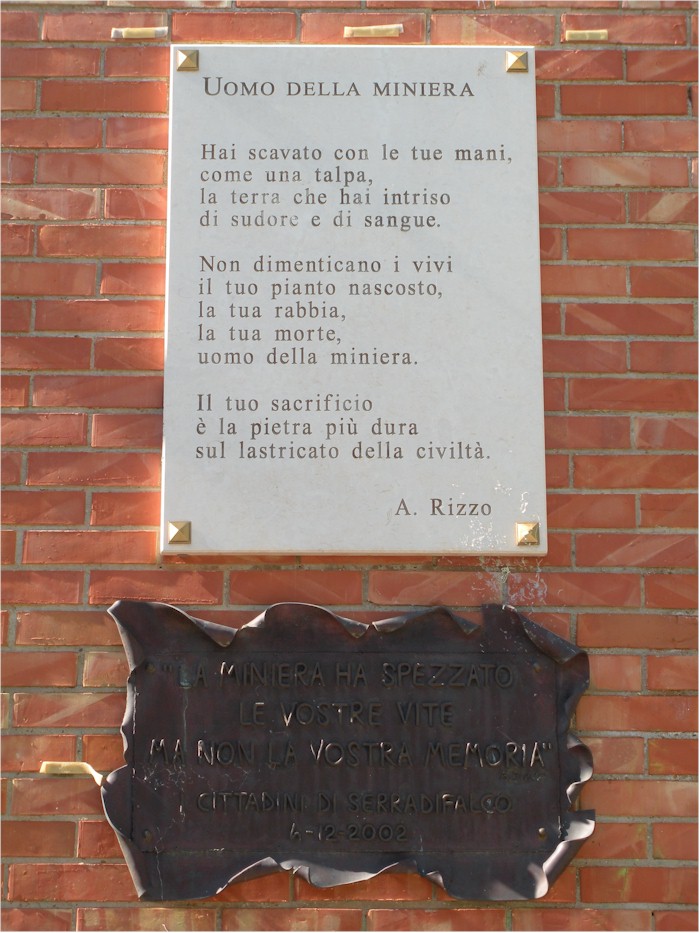 UOMO DELLA MINIERA
Hai scavato con le tue mani,
come una talpa,
la terra che hai intriso
di sudore e di sangue.
Non dimenticano i vivi
il tuo pianto nascosto,
la tua rabbia,
la tua morte,
uomo della miniera.
Il tuo sacrificio
è la pietra più dura
sul lastricato della civiltà.
A. Rizzo
"LA MINIERA HA SPEZZATO
LE VOSTRE VITE
MA NON LA VOSTRA MEMORIA"
I CITTADINI DI SERRADIFALCO
4-12-2002